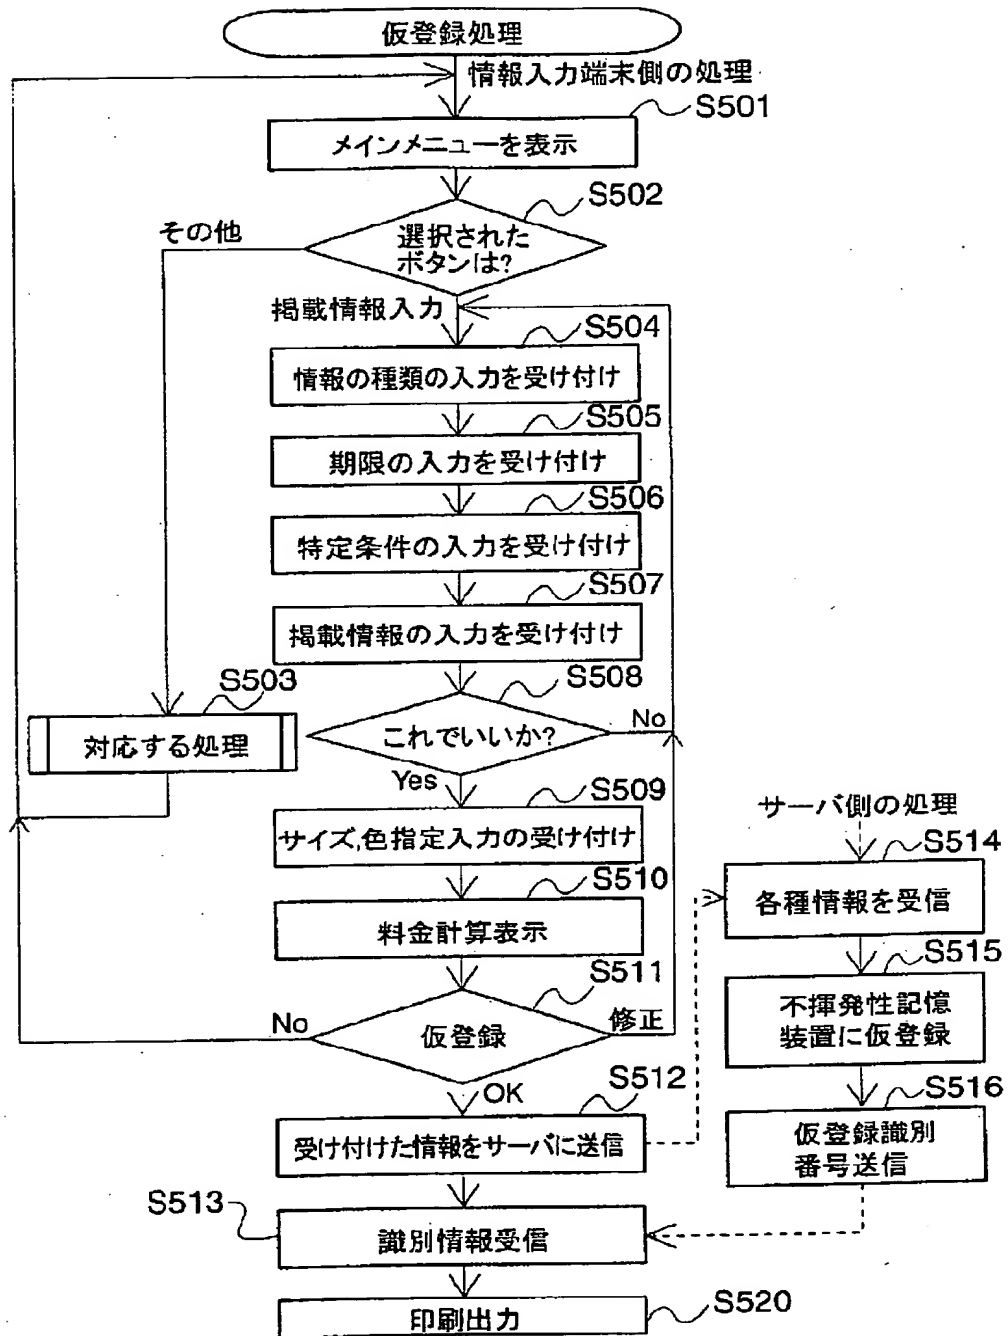 仮登録処理
情報入力端末側の処理
S501
メインメニューを表示
S502
その他
選択された
ボタンは?
掲載情報入力
S504
情報の種類の入力を受け付け
S505
期限の入力を受け付け
S506
特定条件の入力を受け付け
S507
掲載情報の入力を受け付け
S508
これでいいか?
No
S503
対応する処理
Yes
S509
サイズ,色指定入力の受け付け
S510
料金計算表示
S511
仮登録
No
修正
OK
S512
受け付けた情報をサーバに送信
サーバ側の処理
S514
各種情報を受信
S515
不揮発性記憶
装置に仮登録
S516
仮登録識別
番号送信
S513
識別情報受信
S520
印刷出力